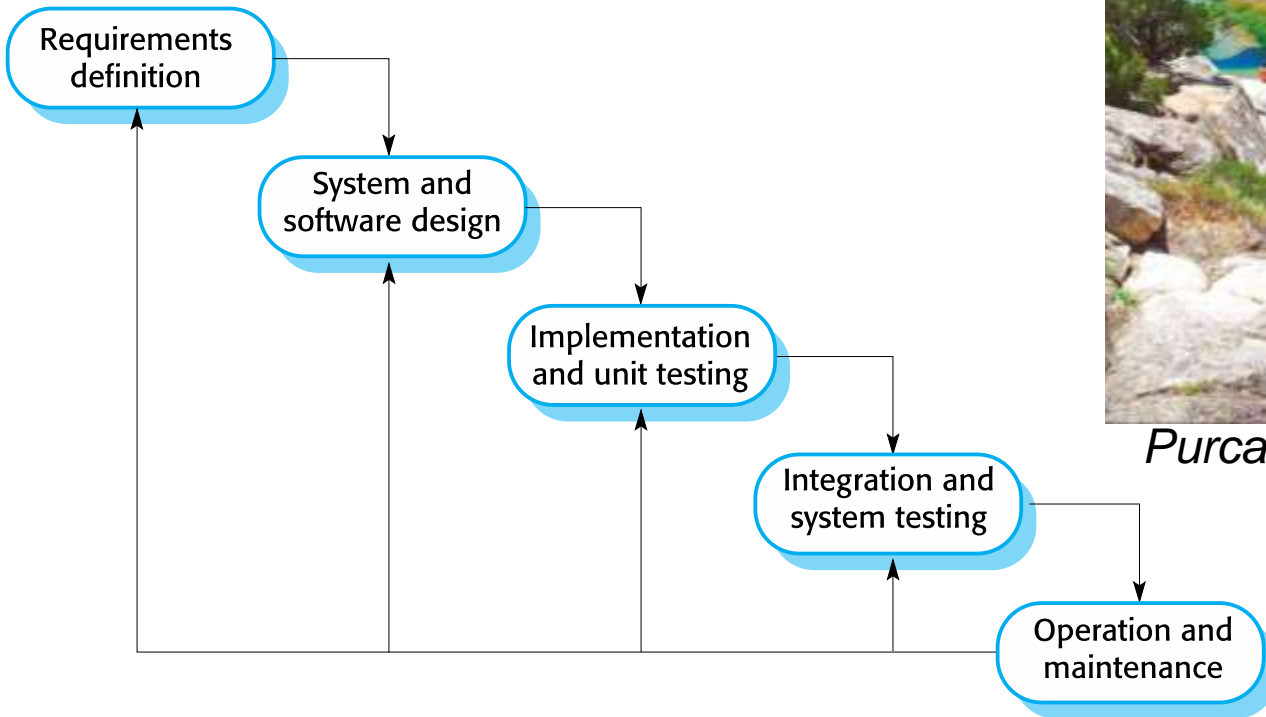 Requirements
definition
System and
software design
Implementation
and unit testing
Integration and
system testing
Purca
Operation and
maintenance